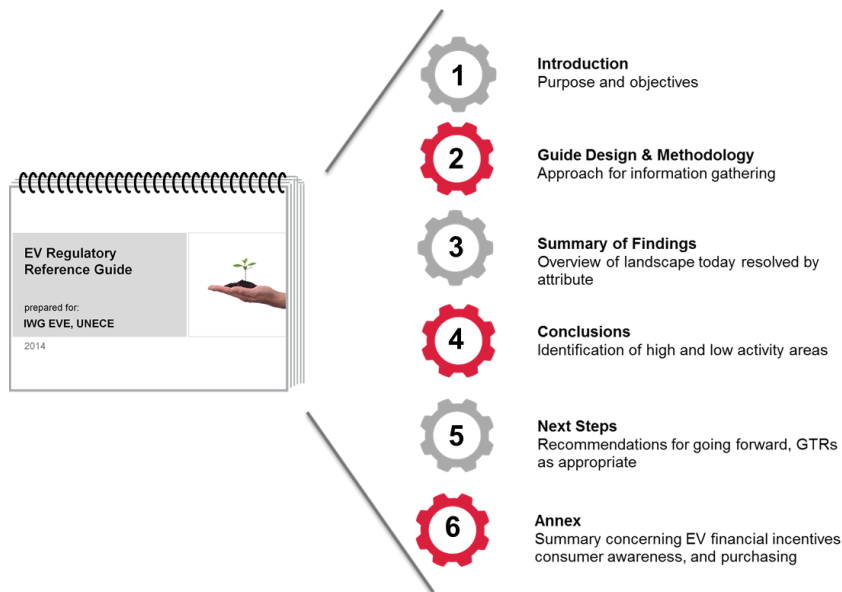 EV Regulatory
Reference Guide
prepared for:
IWG EVE, UNECE
2014
1
Introduction
Purpose and objectives
2
Guide Design & Methodology
Approach for information gathering
3
Summary of Findings
Overview of landscape today resolved by
attribute
4
Conclusions
Identification of high and low activity areas
5
Next Steps
Recommendations for going forward, GTRs
as appropriate
6
Annex
Summary concerning EV financial incentives
consumer awareness, and purchasing